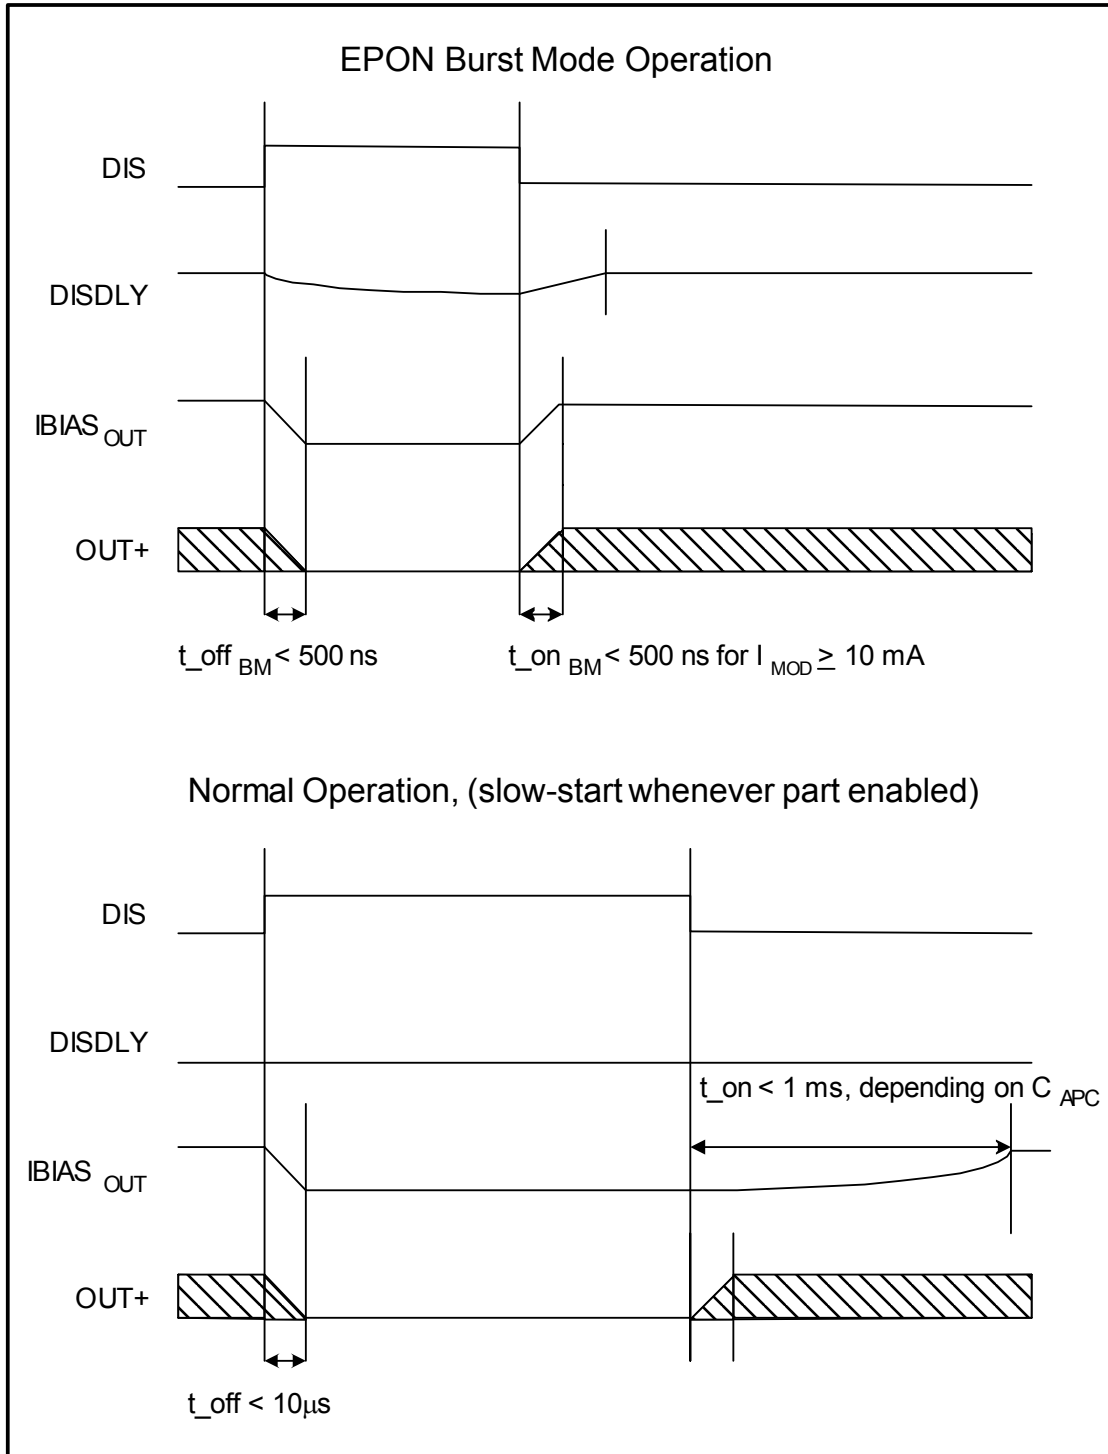 EPON Burst Mode Operation
DIS
DISDLY
IBIAS OUT
OUT+
t_off BM < 500 ns
t_on BM < 500 ns for I MOD ≥ 10 mA
Normal Operation, (slow-start whenever part enabled)
DIS
DISDLY
t_on < 1 ms, depending on C APC
IBIAS OUT
OUT+
t_off < 10μs